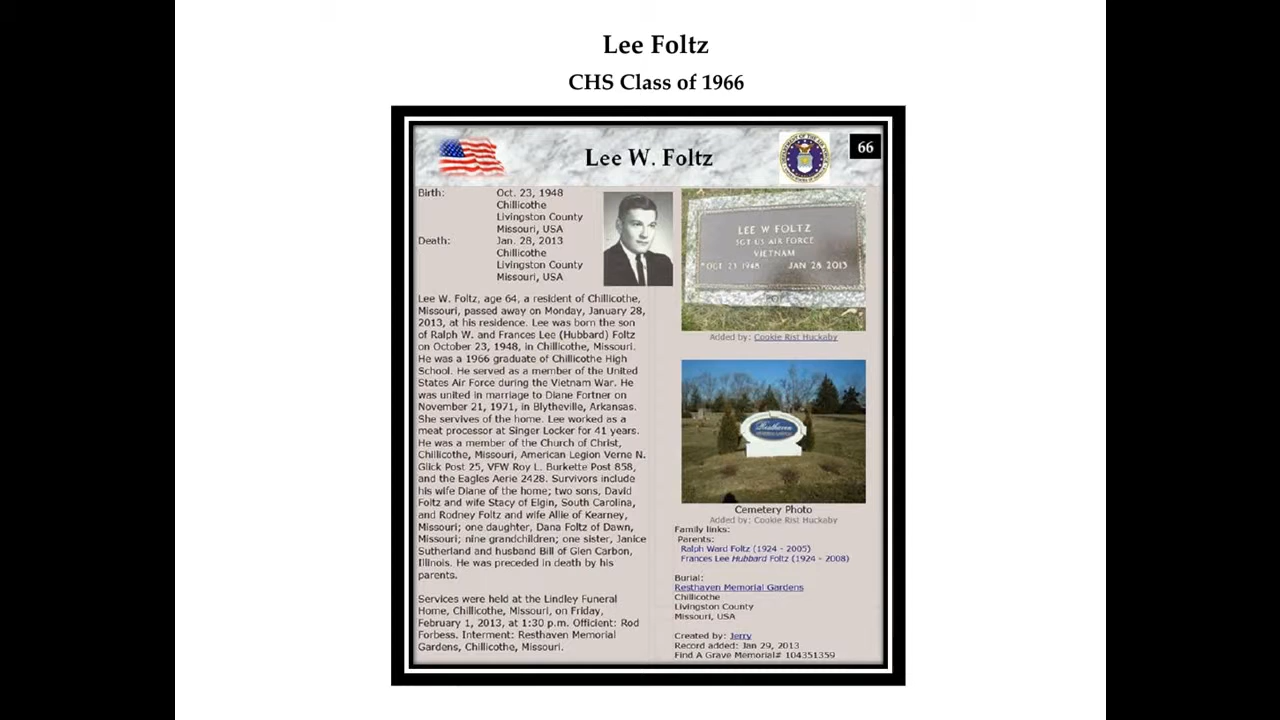 Lee Foltz
CHS Class of 1966
Lee W. Foltz
66
Birth: Oct. 23, 1948
Chillicothe
Livingston County
Missouri, USA
Death: Jan. 28, 2013
Chillicothe
Livingston County
Missouri, USA
Lee W. Foltz, age 64, a resident of Chillicothe,
Missouri, passed away on Monday, January 28,
2013, at his residence. Lee was born the son
of Ralph W. and Frances Lee (Hubbard) Foltz
on October 23, 1948, in Chillicothe, Missouri.
He was a 1966 graduate of Chillicothe High
School. He served as a member of the United
States Air Force during the Vietnam War. He
was united in marriage to Diane Fortner on
November 21, 1971, in Blytheville, Arkansas.
She servives of the home. Lee worked as a
meat processor at Singer Locker for 41 years.
He was a member of the Church of Christ,
Chillicothe, Missouri, American Legion Verne N.
Glick Post 25, VFW Roy L. Burkette Post 858,
and the Eagles Aerie 2428. Survivors include
his wife Diane of the home; two sons, David
Foltz and wife Stacy of Elgin, South Carolina,
and Rodney Foltz and wife Allie of Kearney,
Missouri; one daughter, Dana Foltz of Dawn,
Missouri; nine grandchildren; one sister, Janice
Sutherland and husband Bill of Glen Carbon,
Illinois. He was preceded in death by his
parents.
Services were held at the Lindley Funeral
Home, Chillicothe, Missouri, on Friday,
February 1, 2013, at 1:30 p.m. Officient: Rod
Forbess. Interment: Resthaven Memorial
Gardens, Chillicothe, Missouri.
LEE W FOLTZ
SGT US AIR FORCE
VIETNAM
OCT 23 1948 JAN 28 2013
Added by: Cookie Rist Huckaby
Resthaven
Cemetery Photo
Added by: Cookie Rist Huckaby
Family links:
Parents:
Ralph Ward Foltz (1924 - 2005)
Frances Lee Hubbard Foltz (1924 - 2008)
Burial:
Resthaven Memorial Gardens
Chillicothe
Livingston County
Missouri, USA
Created by: Jerry
Record added: Jan 29, 2013
Find A Grave Memorial# 104351359